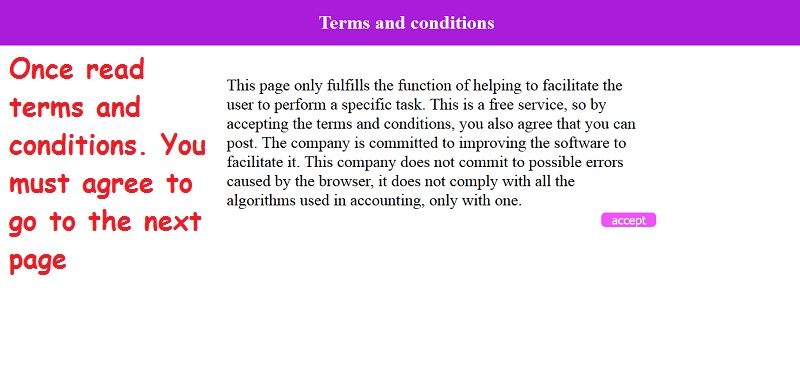 Terms and conditions
Once read
terms and
conditions. You
must agree to
go to the next
page
This page only fulfills the function of helping to facilitate the
user to perform a specific task. This is a free service, so by
accepting the terms and conditions, you also agree that you can
post. The company is committed to improving the software to
facilitate it. This company does not commit to possible errors
caused by the browser, it does not comply with all the
algorithms used in accounting, only with one.
accept